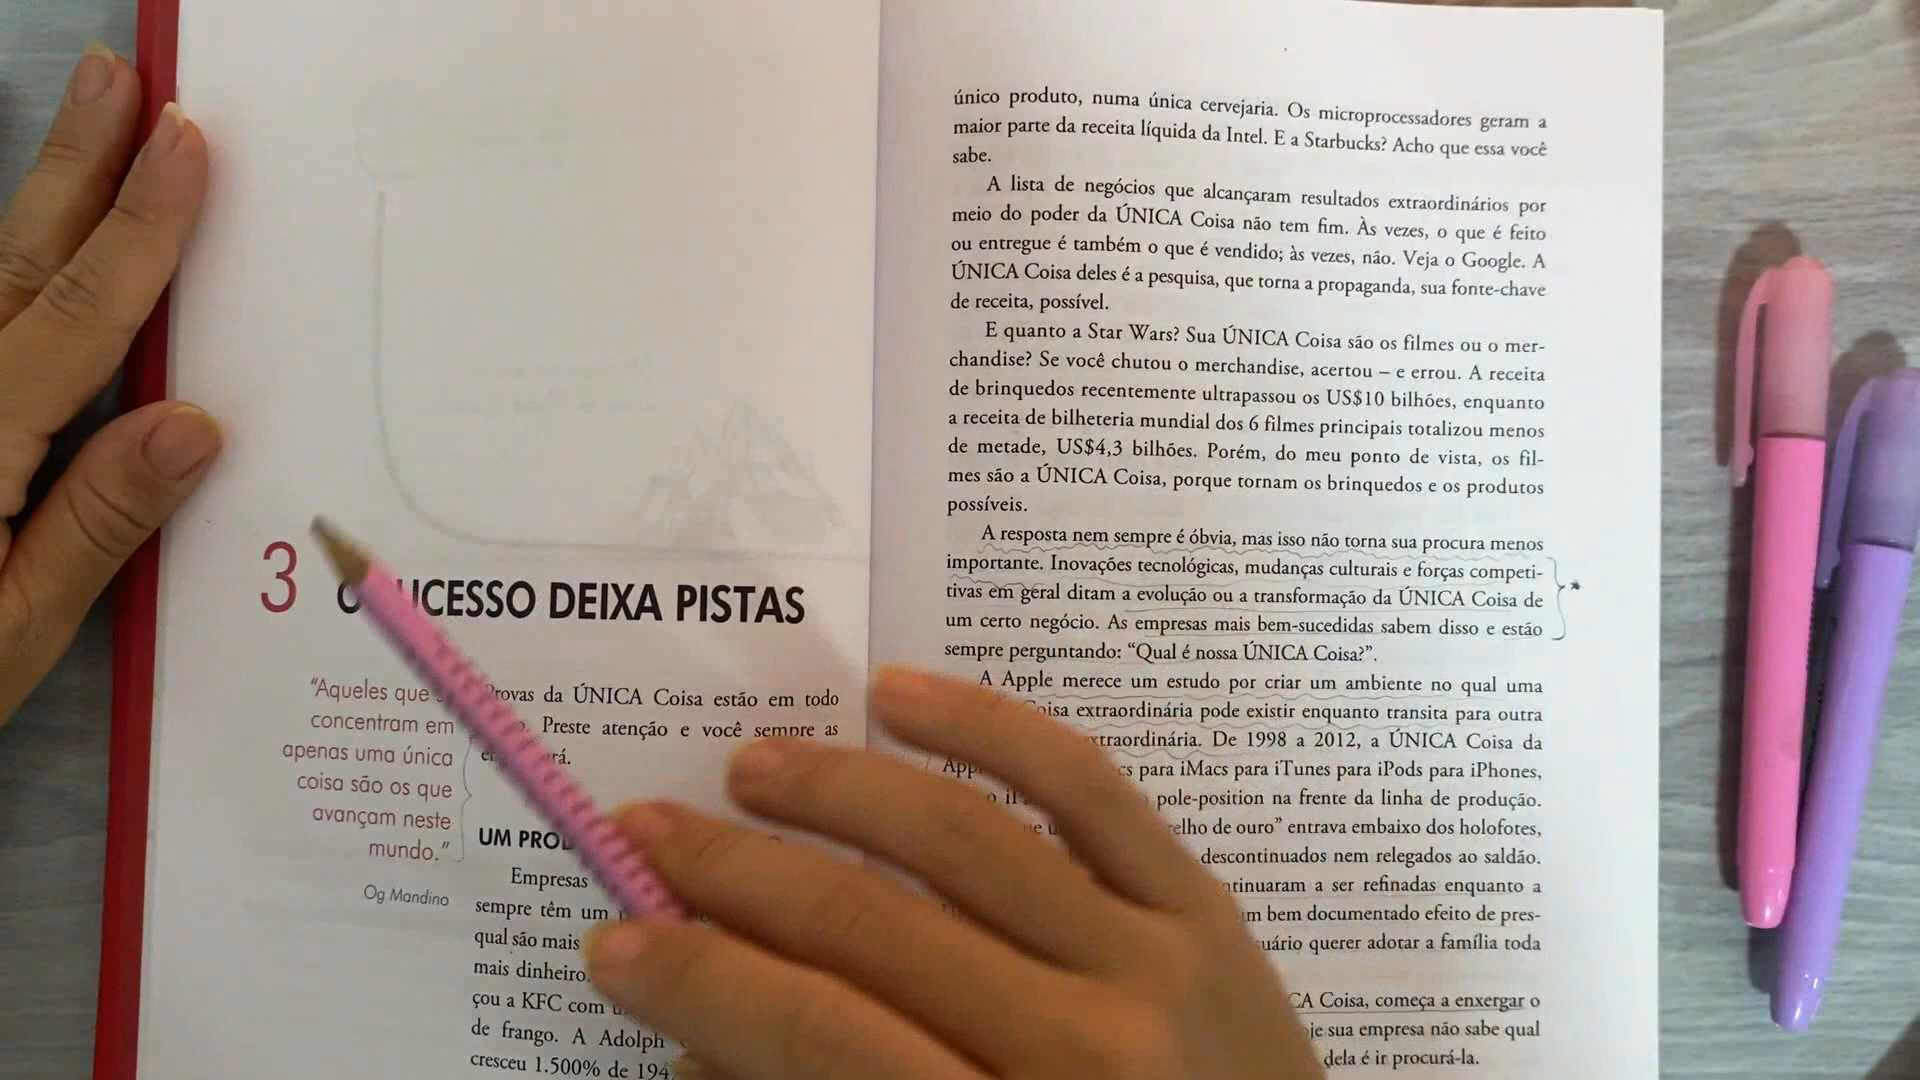 3 O SUCESSO DEIXA PISTAS
"Aqueles que
concentram em
apenas uma única
coisa são os que
avançam neste
mundo."
Og Mandino
Provas da ÚNICA Coisa estão em todo
Preste atenção e você sempre as
UM
Empresas
sempre têm um
qual são mais
mais dinheiro.
çou a KFC com
de frango. A Adolph
cresceu 1.500% de
único produto, numa única cervejaria. Os microprocessadores geram a
maior parte da receita líquida da Intel. E a Starbucks? Acho que essa você
sabe.
A lista de negócios que alcançaram resultados extraordinários por
meio do poder da ÚNICA Coisa não tem fim. Às vezes, o que é feito
ou entregue é também o que é vendido; às vezes, não. Veja o Google. A
ÚNICA Coisa deles é a pesquisa, que torna a propaganda, sua fonte-chave
de receita, possível.
E quanto a Star Wars? Sua ÚNICA Coisa são os filmes ou o mer-
chandise? Se você chutou o merchandise, acertou – e errou. A receita
de brinquedos recentemente ultrapassou os US$10 bilhões, enquanto
a receita de bilheteria mundial dos 6 filmes principais totalizou menos
de metade, US$4,3 bilhões. Porém, do meu ponto de vista, os fil-
mes são a ÚNICA Coisa, porque tornam os brinquedos e os produtos
possíveis.
A resposta nem sempre é óbvia, mas isso não torna sua procura menos
importante. Inovações tecnológicas, mudanças culturais e forças competi-
tivas em geral ditam a evolução ou a transformação da ÚNICA Coisa de
um certo negócio. As empresas mais bem-sucedidas sabem disso e estão
sempre perguntando: "Qual é nossa ÚNICA Coisa?".
A Apple merece um estudo por criar um ambiente no qual uma
Coisa extraordinária pode existir enquanto transita para outra
extraordinária. De 1998 a 2012, a ÚNICA Coisa da
para iMacs para iTunes para iPods para iPhones,
pole-position na frente da linha de produção.
de ouro" entrava embaixo dos holofotes,
descontinuados nem relegados ao saldão.
continuaram a ser refinadas enquanto a
um bem documentado efeito de pres-
querer adotar a família toda
Coisa, começa a enxergar o
sua empresa não sabe qual
dela é ir procurá-la.